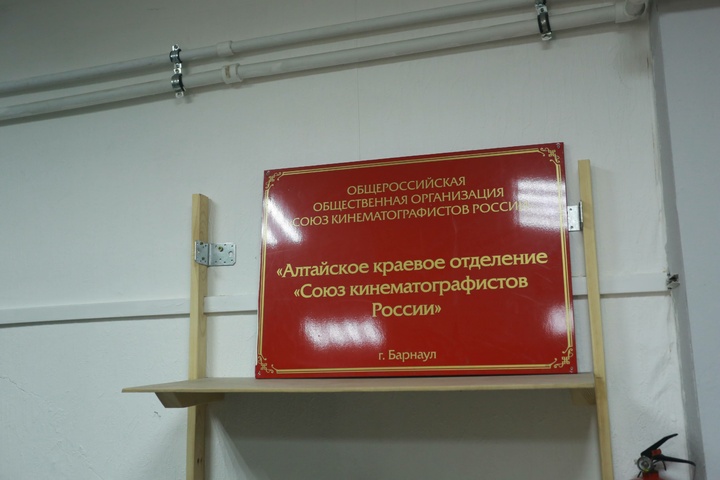 ОБЩЕРОССИЙСКАЯ
ОБЩЕСТВЕННАЯ ОРГАНИЗАЦИЯ
СОЮЗ КИНЕМАТОГРАФИСТОВ РОССИИ
«Алтайское краевое отделение
«Союз кинематографистов
России»
г. Барнаул